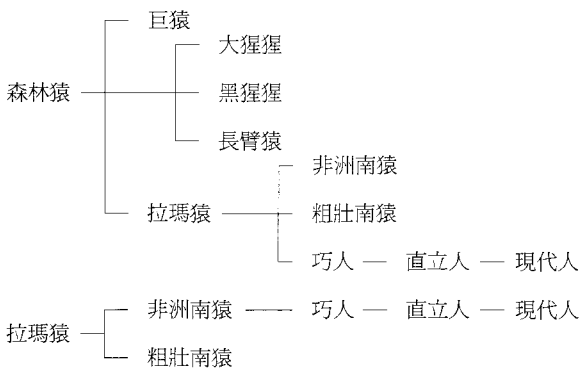 巨猿
大猩猩
森林猿 黑猩猩
長臂猿
非洲南猿
拉瑪猿 粗壯南猿
巧人 直立人 現代人
非洲南猿 巧人 直立人 現代人
拉瑪猿
粗壯南猿